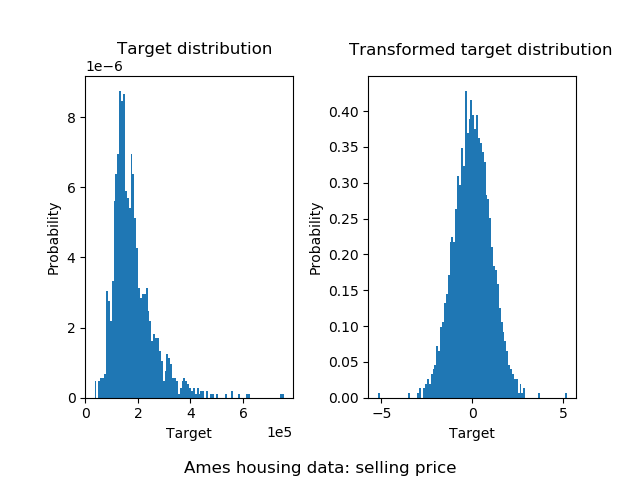 Target distribution
1e−6
8
6
4
2
0
Probability
0 2 4 6
1e5
Target
Transformed target distribution
0.40
0.35
0.30
0.25
0.20
0.15
0.10
0.05
0.00
Probability
−5 0 5
Target
Ames housing data: selling price